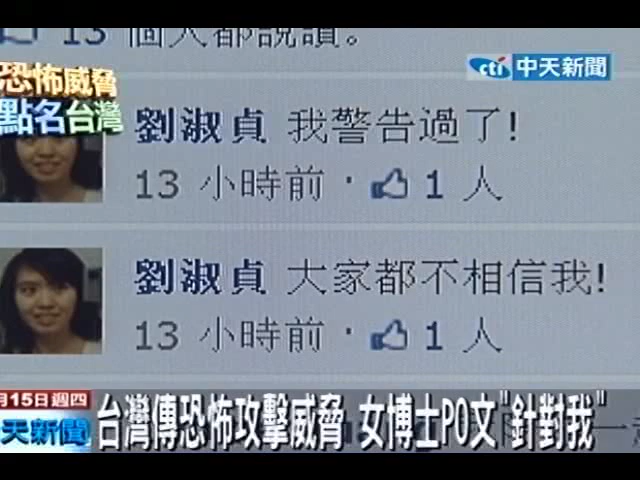 13 個人都說讚。
cti 中天新聞
恐怖威脅
點名台灣
劉淑貞 我警告過了!
13 小時前 · 1 人
劉淑貞 大家都不相信我!
13 小時前 · 1 人
月15日週四
台灣傳恐怖攻擊威脅 女博士PO文"針對我"
天新聞